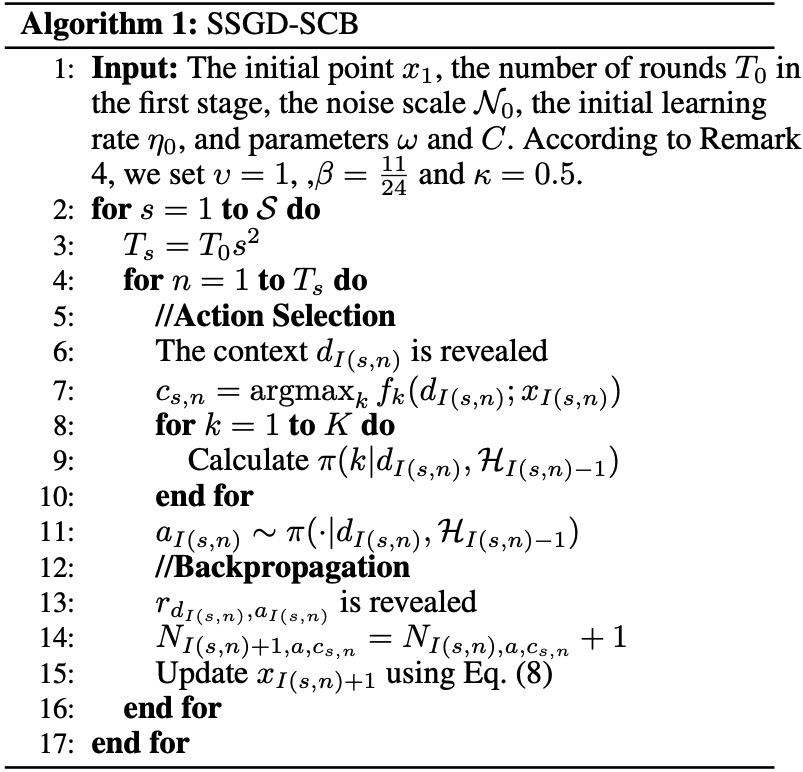 Algorithm 1: SSGD-SCB
1: Input: The initial point $x_1$, the number of rounds $T_0$ in
the first stage, the noise scale $\mathcal{N}_0$, the initial learning
rate $\eta_0$, and parameters $\omega$ and $C$. According to Remark
4, we set $\upsilon = 1$, ,$\beta = \frac{11}{24}$ and $\kappa = 0.5$.
2: for $s = 1$ to $\mathcal{S}$ do
3: $T_s = T_0 s^2$
4: for $n = 1$ to $T_s$ do
5: //Action Selection
6: The context $d_{I(s,n)}$ is revealed
7: $c_{s,n} = \mathrm{argmax}_k f_k(d_{I(s,n)}; x_{I(s,n)})$
8: for $k = 1$ to $K$ do
9: Calculate $\pi(k|d_{I(s,n)}, \mathcal{H}_{I(s,n)-1})$
10: end for
11: $a_{I(s,n)} \sim \pi(\cdot|d_{I(s,n)}, \mathcal{H}_{I(s,n)-1})$
12: //Backpropagation
13: $r_{d_{I(s,n)},a_{I(s,n)}}$ is revealed
14: $N_{I(s,n)+1,a,c_{s,n}} = N_{I(s,n),a,c_{s,n}} + 1$
15: Update $x_{I(s,n)+1}$ using Eq. (8)
16: end for
17: end for